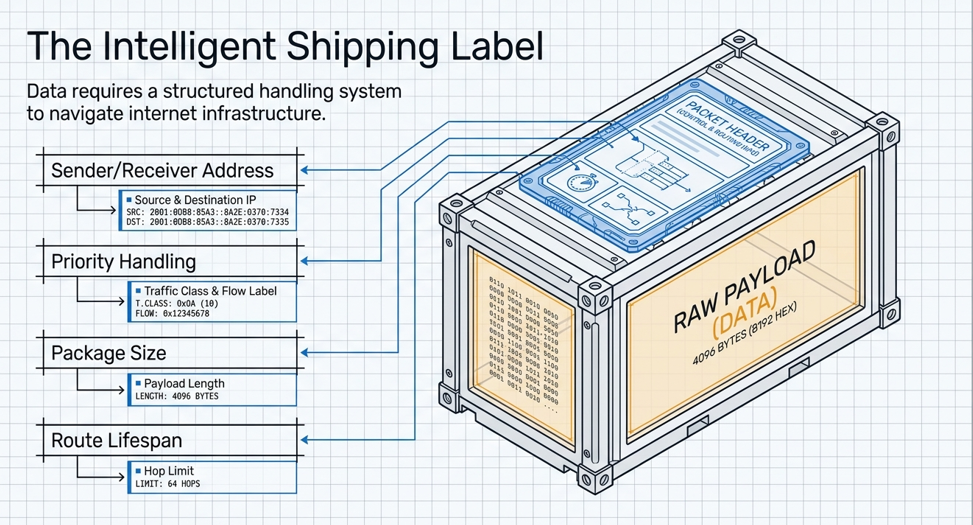 The Intelligent Shipping Label
Data requires a structured handling system
to navigate internet infrastructure.
Sender/Receiver Address
Source & Destination IP
SRC: 2001:0DB8:85A3::8A2E:0370:7334
DST: 2001:0DB8:85A3::8A2E:0370:7335
Priority Handling
Traffic Class & Flow Label
T.CLASS: 0x0A (10)
FLOW: 0x12345678
Package Size
Payload Length
LENGTH: 4096 BYTES
Route Lifespan
Hop Limit
LIMIT: 64 HOPS
PACKET HEADER
(CONTROL & ROUTING
RAW PAYLOAD
(DATA)
4096 BYTES (8192 HEX)